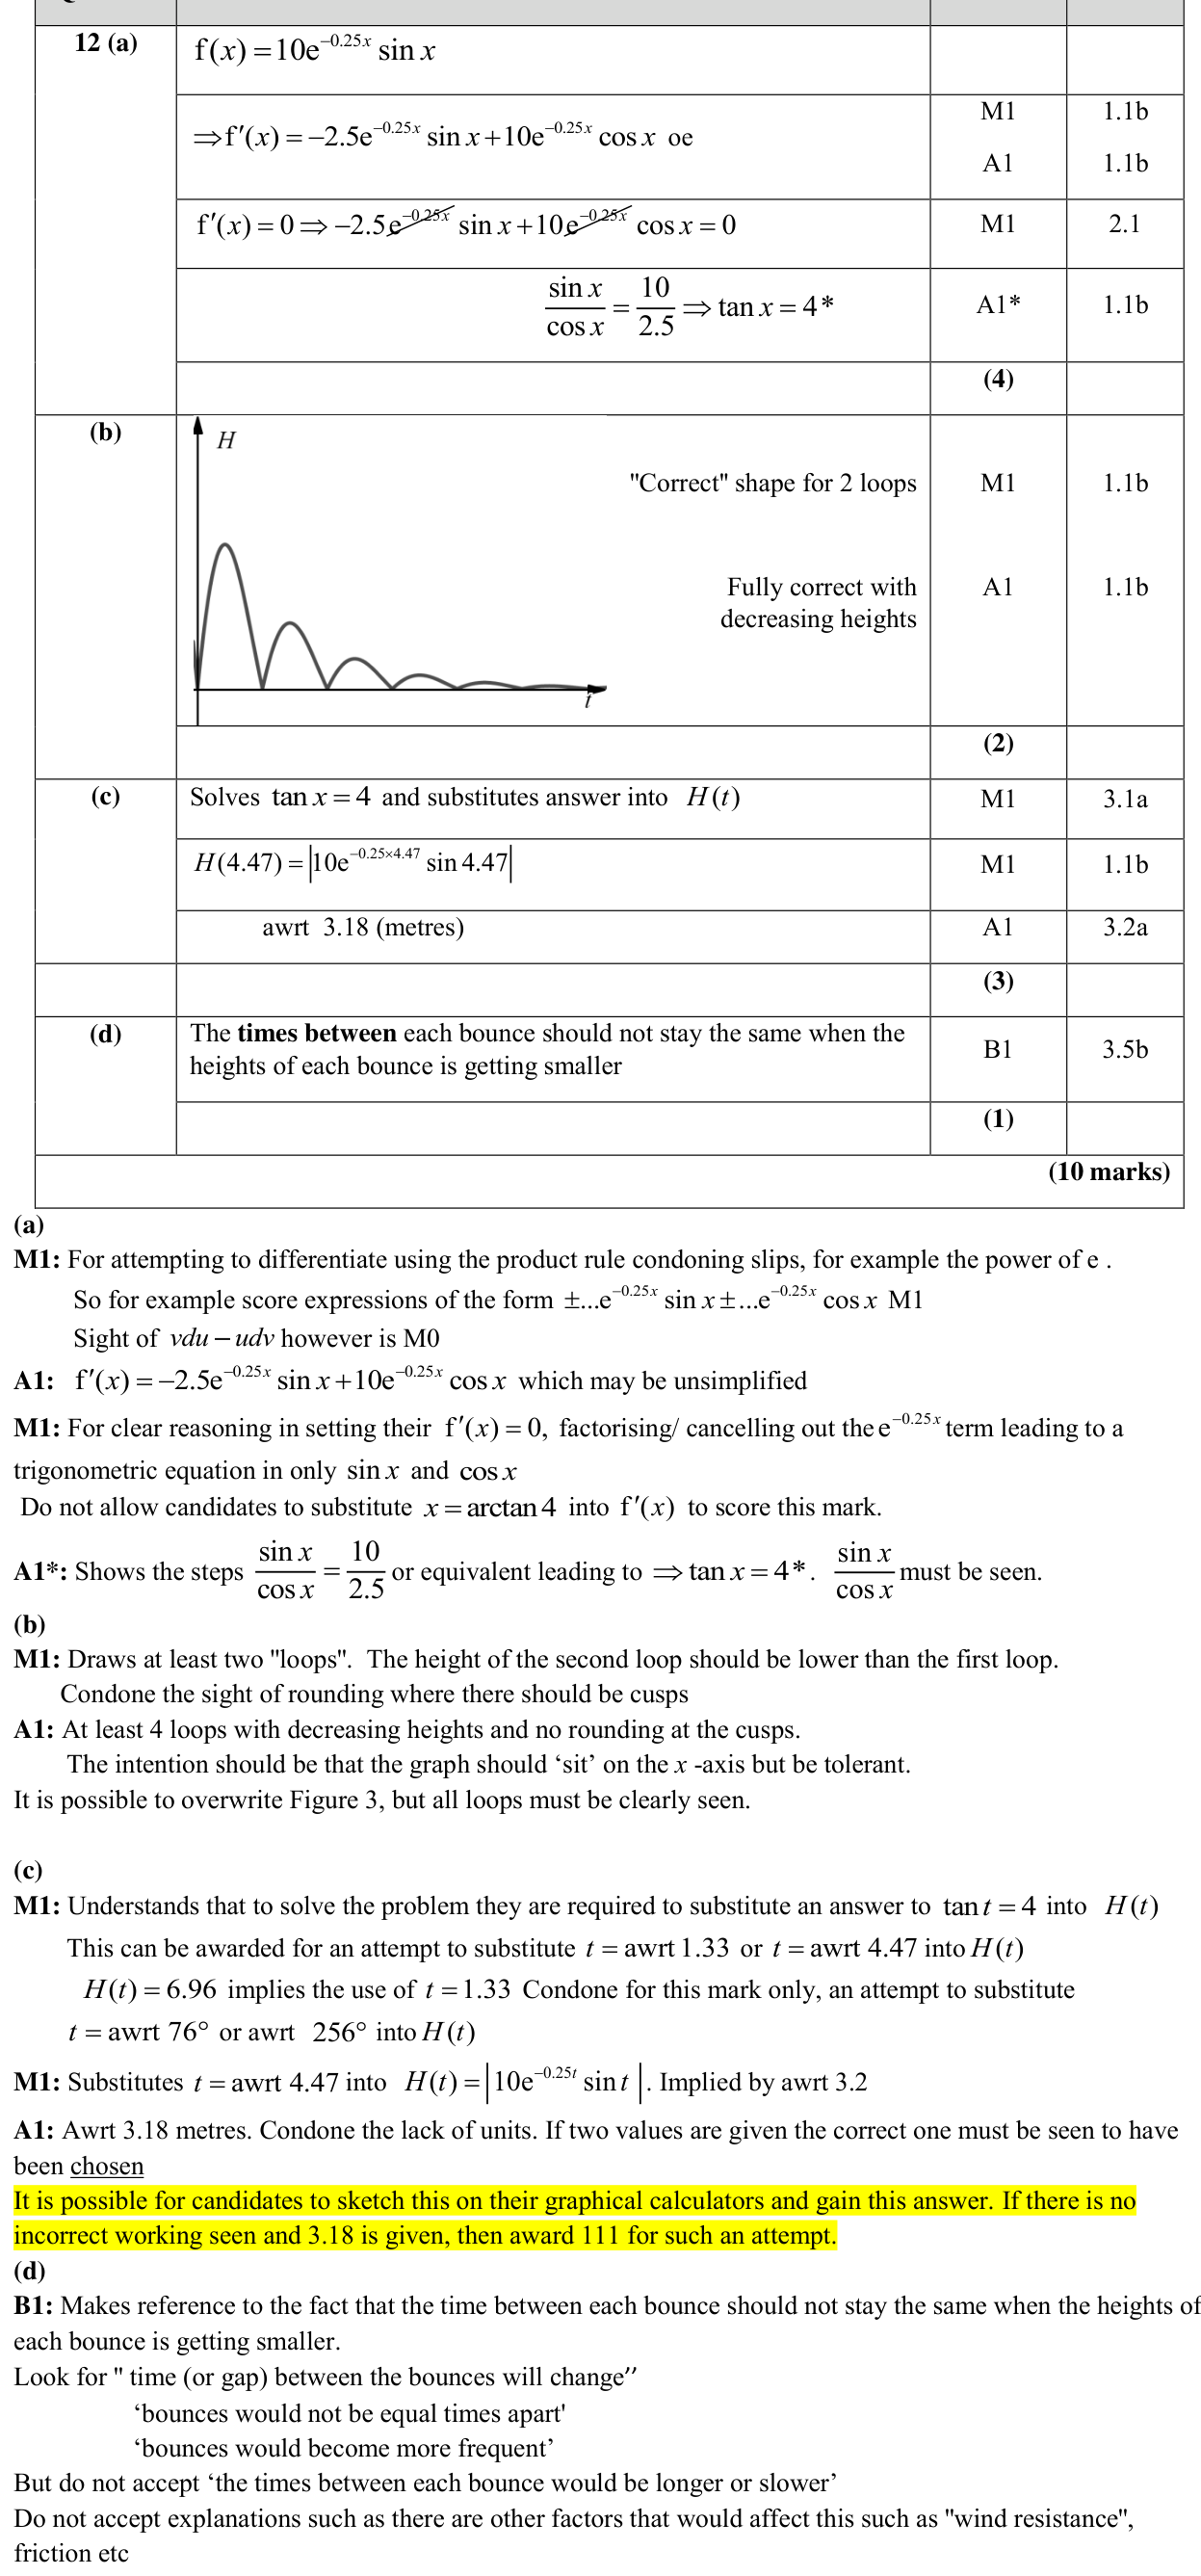 12 (a)
f(x) = 10e^{−0.25x} sin x
⇒ f′(x) = −2.5e^{−0.25x} sin x + 10e^{−0.25x} cos x oe
M1 1.1b
A1 1.1b
f′(x) = 0 ⇒ −2.5e^{−0.25x} sin x + 10e^{−0.25x} cos x = 0 M1 2.1
sin x / cos x = 10 / 2.5 ⇒ tan x = 4* A1* 1.1b
(4)
(b)
H
"Correct" shape for 2 loops M1 1.1b
Fully correct with A1 1.1b
decreasing heights
t
(2)
(c) Solves tan x = 4 and substitutes answer into H(t) M1 3.1a
H(4.47) = |10e^{−0.25×4.47} sin 4.47| M1 1.1b
awrt 3.18 (metres) A1 3.2a
(3)
(d) The times between each bounce should not stay the same when the
heights of each bounce is getting smaller B1 3.5b
(1)
(10 marks)
(a)
M1: For attempting to differentiate using the product rule condoning slips, for example the power of e .
So for example score expressions of the form ±...e^{−0.25x} sin x ±...e^{−0.25x} cos x M1
Sight of vdu − udv however is M0
A1: f′(x) = −2.5e^{−0.25x} sin x + 10e^{−0.25x} cos x which may be unsimplified
M1: For clear reasoning in setting their f′(x) = 0, factorising/ cancelling out the e^{−0.25x} term leading to a
trigonometric equation in only sin x and cos x
Do not allow candidates to substitute x = arctan 4 into f′(x) to score this mark.
A1*: Shows the steps sin x / cos x = 10 / 2.5 or equivalent leading to ⇒ tan x = 4*. sin x / cos x must be seen.
(b)
M1: Draws at least two "loops". The height of the second loop should be lower than the first loop.
Condone the sight of rounding where there should be cusps
A1: At least 4 loops with decreasing heights and no rounding at the cusps.
The intention should be that the graph should ‘sit’ on the x -axis but be tolerant.
It is possible to overwrite Figure 3, but all loops must be clearly seen.
(c)
M1: Understands that to solve the problem they are required to substitute an answer to tan t = 4 into H(t)
This can be awarded for an attempt to substitute t = awrt 1.33 or t = awrt 4.47 into H(t)
H(t) = 6.96 implies the use of t = 1.33 Condone for this mark only, an attempt to substitute
t = awrt 76° or awrt 256° into H(t)
M1: Substitutes t = awrt 4.47 into H(t) = |10e^{−0.25t} sin t|. Implied by awrt 3.2
A1: Awrt 3.18 metres. Condone the lack of units. If two values are given the correct one must be seen to have
been chosen
It is possible for candidates to sketch this on their graphical calculators and gain this answer. If there is no
incorrect working seen and 3.18 is given, then award 111 for such an attempt.
(d)
B1: Makes reference to the fact that the time between each bounce should not stay the same when the heights of
each bounce is getting smaller.
Look for " time (or gap) between the bounces will change”
‘bounces would not be equal times apart'
‘bounces would become more frequent’
But do not accept ‘the times between each bounce would be longer or slower’
Do not accept explanations such as there are other factors that would affect this such as "wind resistance",
friction etc